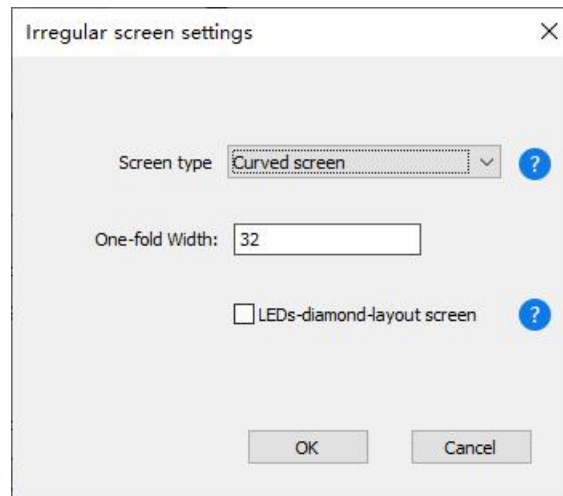 Irregular screen settings
Screen type Curved screen ?
One-fold Width: 32
LEDs-diamond-layout screen ?
OK Cancel